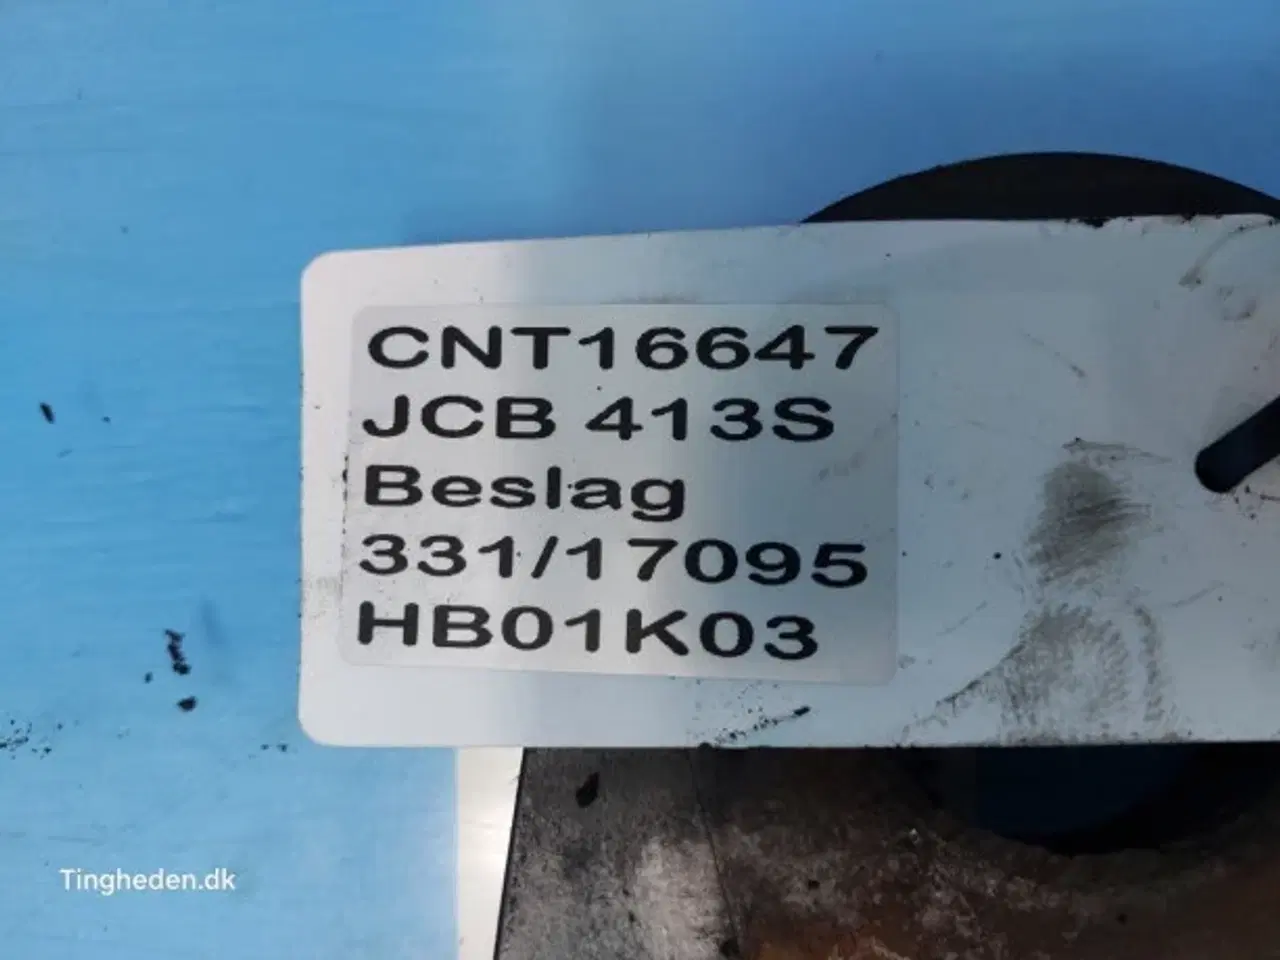 CNT16647
JCB 413S
Beslag
331/17095
HB01K03
Tingheden.dk